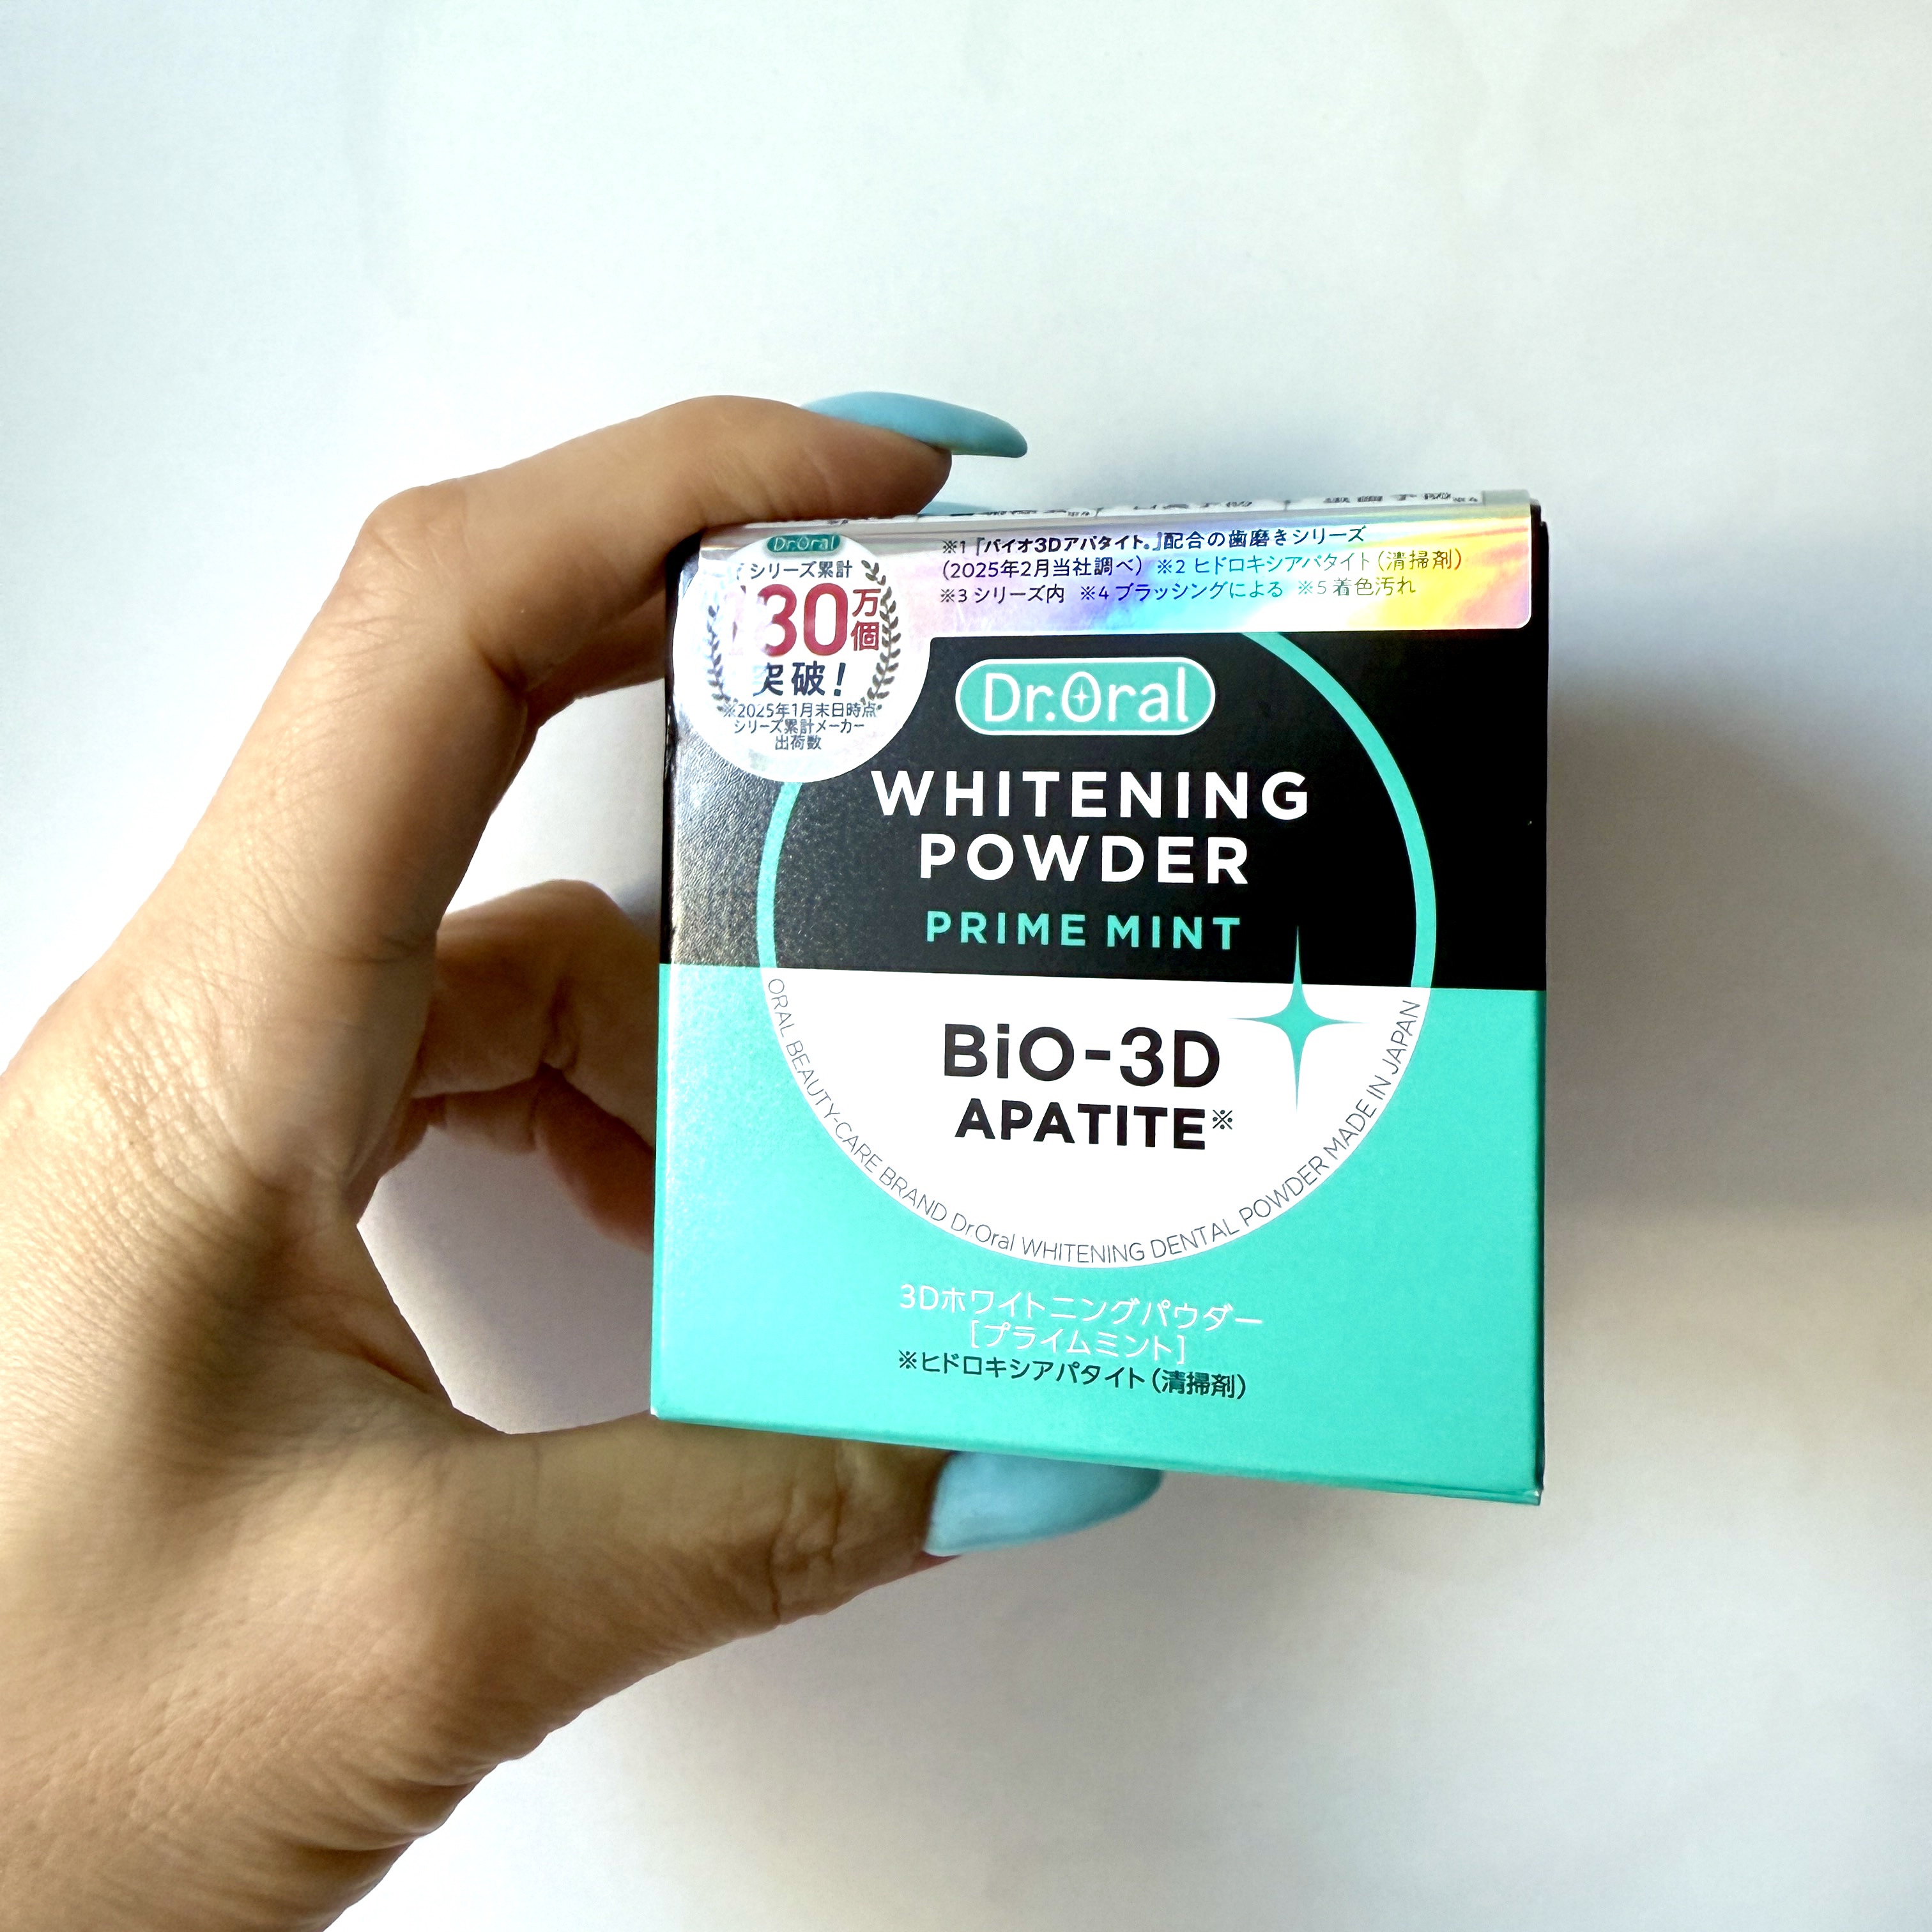 Dr.Oral
シリーズ累計
30万個
突破!
※2025年1月末日時点
シリーズ累計メーカー
出荷数
※1『バイオ3Dアパタイト®』配合の歯磨きシリーズ
(2025年2月当社調べ) ※2 ヒドロキシアパタイト(清掃剤)
※3 シリーズ内 ※4 ブラッシングによる ※5 着色汚れ
Dr.Oral
WHITENING
POWDER
PRIME MINT
BiO-3D
APATITE※
ORAL BEAUTY-CARE BRAND Dr.Oral WHITENING DENTAL POWDER MADE IN JAPAN
3Dホワイトニングパウダー
[プライムミント]
※ヒドロキシアパタイト(清掃剤)